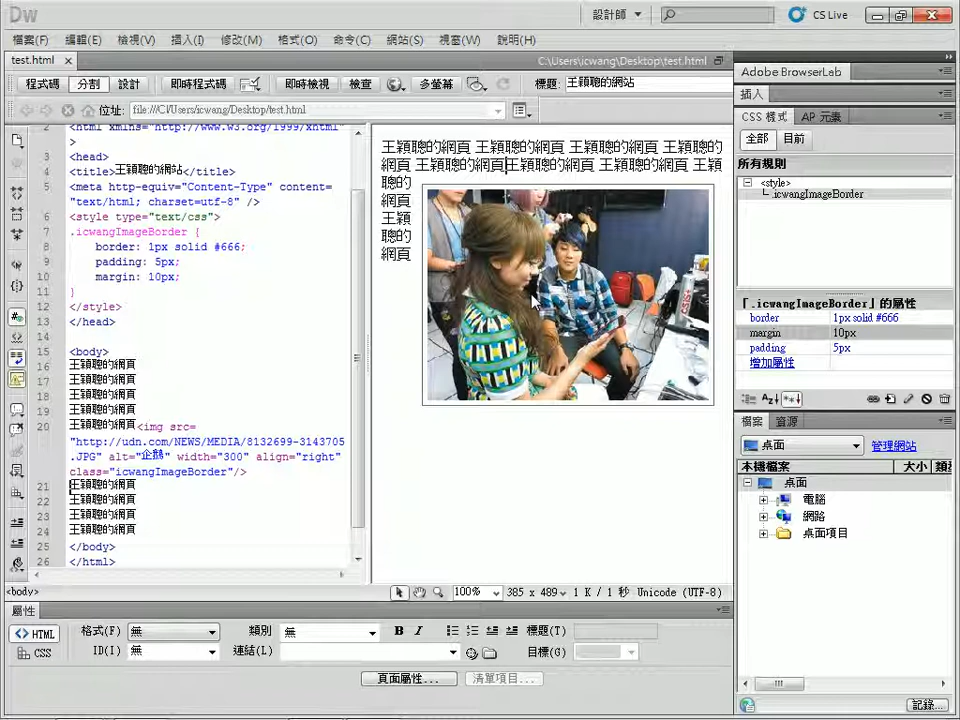 Dw
設計師
CS Live
檔案(F) 編輯(E) 檢視(V) 插入(I) 修改(M) 格式(O) 命令(C) 網站(S) 視窗(W) 說明(H)
test.html
C:\Users\icwang\Desktop\test.html
程式碼 分割 設計 即時程式碼 即時檢視 檢查 多螢幕 標題: 王穎聰的網站
位址: file:///C|/Users/icwang/Desktop/test.html
2 <html xmlns="http://www.w3.org/1999/xhtml"
>
3 <head>
4 <title>王穎聰的網站</title>
5 <meta http-equiv="Content-Type" content=
"text/html; charset=utf-8" />
6 <style type="text/css">
7 .icwangImageBorder {
8 border: 1px solid #666;
9 padding: 5px;
10 margin: 10px;
11 }
12 </style>
13 </head>
14
15 <body>
16 王穎聰的網頁
17 王穎聰的網頁
18 王穎聰的網頁
19 王穎聰的網頁
20 王穎聰的網頁<img src=
"http://udn.com/NEWS/MEDIA/8132699-3143705
.JPG" alt="企鵝" width="300" align="right"
class="icwangImageBorder"/>
21 王穎聰的網頁
22 王穎聰的網頁
23 王穎聰的網頁
24 王穎聰的網頁
25 </body>
26 </html>
王穎聰的網頁 王穎聰的網頁 王穎聰的網頁 王穎聰的
網頁 王穎聰的網頁王穎聰的網頁 王穎聰的網頁 王穎
聰的
網頁
王穎
聰的
網頁
<body>
100% 385 x 489 1 K / 1 秒 Unicode (UTF-8)
屬性
HTML 格式(F) 無 類別 無 B I 標題(T)
CSS ID(I) 無 連結(L) 目標(G)
頁面屬性... 清單項目...
Adobe BrowserLab
插入
CSS 樣式 AP 元素
全部 目前
所有規則
<style>
.icwangImageBorder
「.icwangImageBorder」的屬性
border 1px solid #666
margin 10px
padding 5px
增加屬性
檔案 資源
桌面 管理網站
本機檔案 大小 類型
桌面
電腦
網路
桌面項目
記錄...